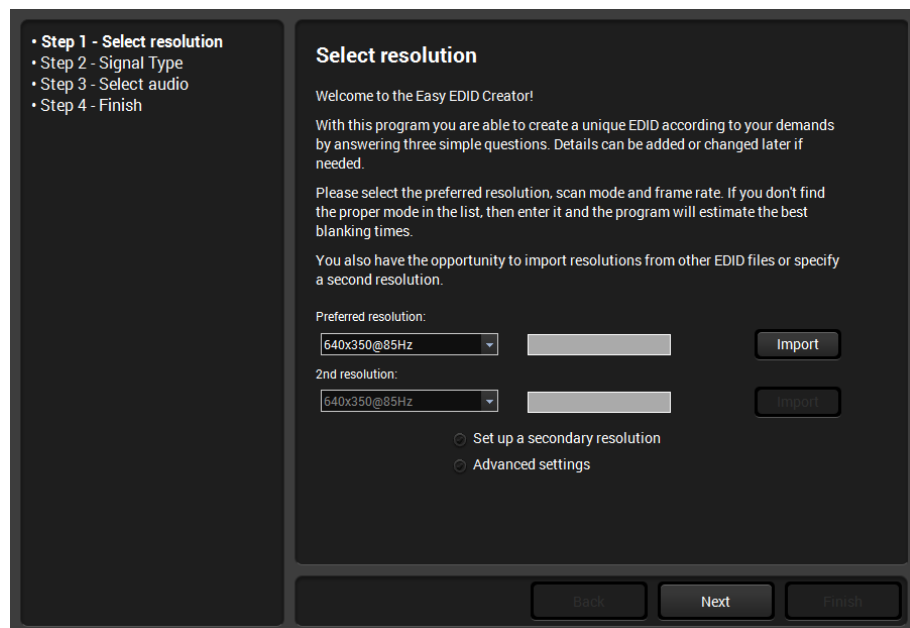 • Step 1 - Select resolution
• Step 2 - Signal Type
• Step 3 - Select audio
• Step 4 - Finish
Select resolution
Welcome to the Easy EDID Creator!
With this program you are able to create a unique EDID according to your demands
by answering three simple questions. Details can be added or changed later if
needed.
Please select the preferred resolution, scan mode and frame rate. If you don't find
the proper mode in the list, then enter it and the program will estimate the best
blanking times.
You also have the opportunity to import resolutions from other EDID files or specify
a second resolution.
Preferred resolution:
640x350@85Hz
Import
2nd resolution:
640x350@85Hz
Import
Set up a secondary resolution
Advanced settings
Back
Next
Finish